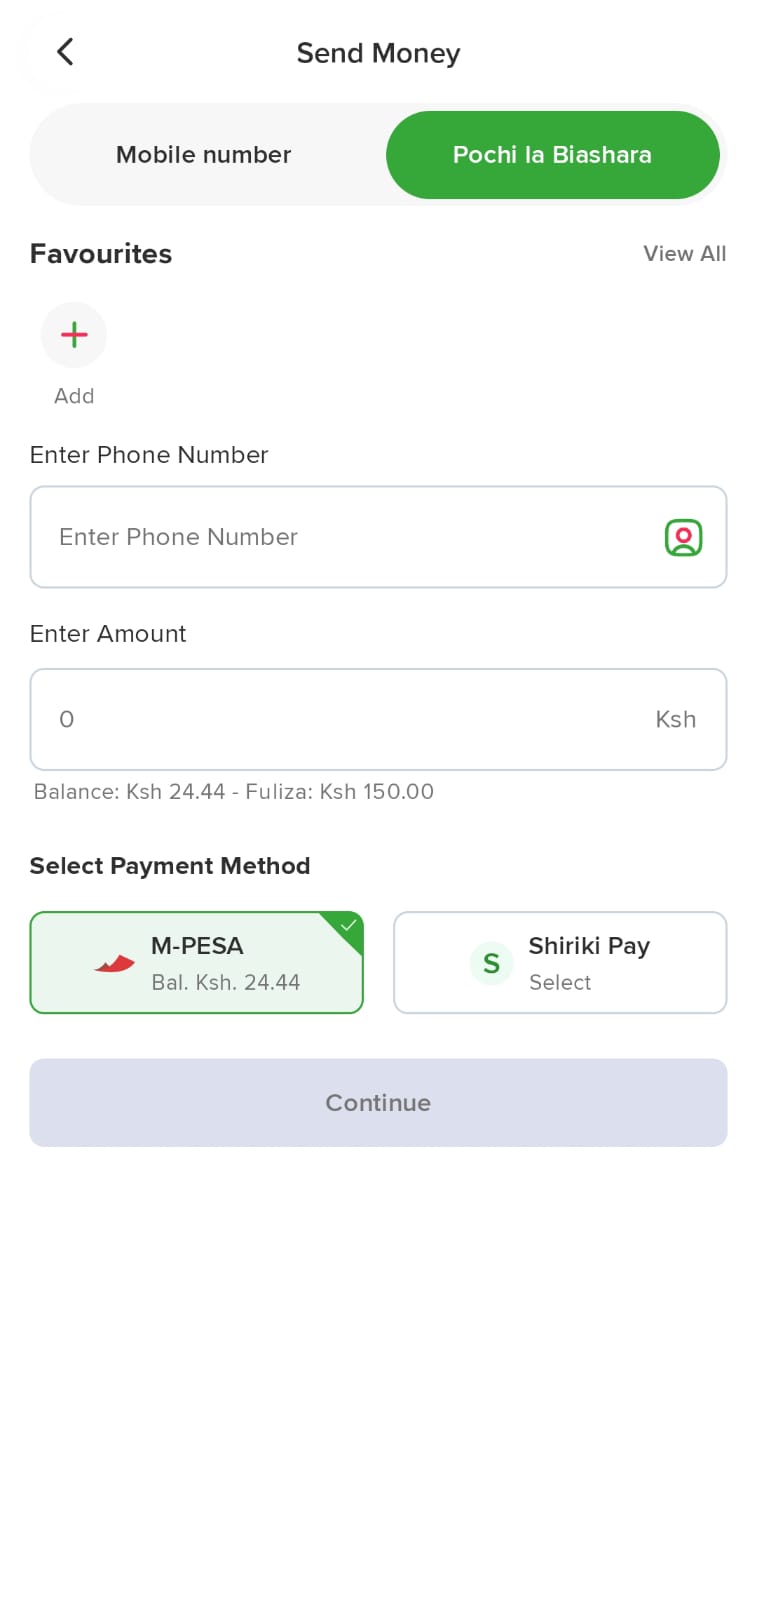 Send Money
Mobile number
Pochi la Biashara
Favourites
View All
Add
Enter Phone Number
Enter Phone Number
Enter Amount
0
Ksh
Balance: Ksh 24.44 - Fuliza: Ksh 150.00
Select Payment Method
M-PESA
Bal. Ksh. 24.44
S
Shiriki Pay
Select
Continue